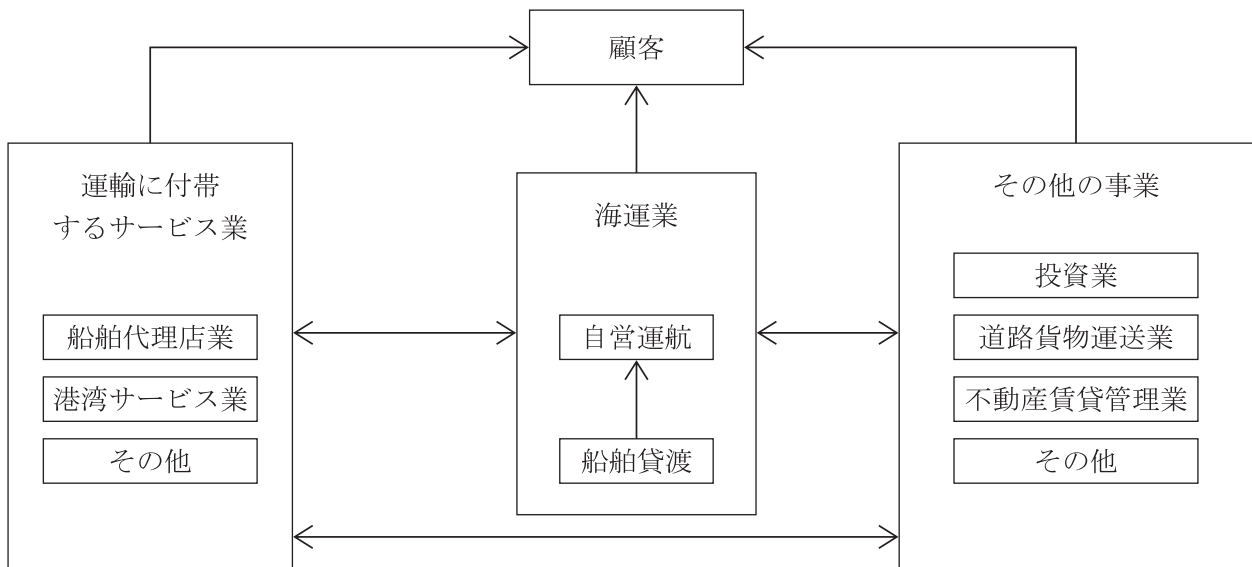 顧客
運輸に付帯
するサービス業
船舶代理店業
港湾サービス業
その他
海運業
自営運航
船舶貸渡
その他の事業
投資業
道路貨物運送業
不動産賃貸管理業
その他